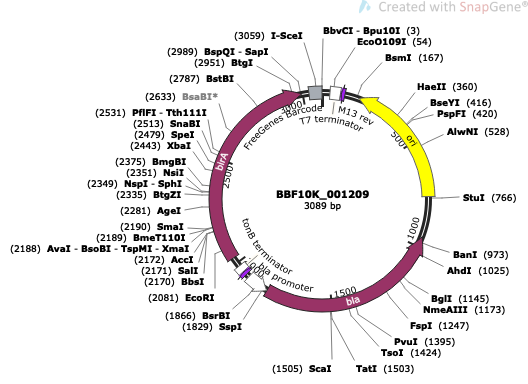 Created with SnapGene®
(3059) I-SceI
BbvCI - Bpu10I (3)
EcoO109I (54)
BsmI (167)
(2989) BspQI - SapI
(2951) BtgI
(2787) BstBI
(2633) BsaBI*
(2531) PflFI - Tth111I
(2513) SnaBI
(2479) SpeI
(2443) XbaI
(2375) BmgBI
(2351) NsiI
(2349) NspI - SphI
(2335) BtgZI
(2281) AgeI
(2190) SmaI
(2189) BmeT110I
(2188) AvaI - BsoBI - TspMI - XmaI
(2172) AccI
(2171) SalI
(2170) BbsI
(2081) EcoRI
(1866) BsrBI
(1829) SspI
(1505) ScaI
TatI (1503)
TsoI (1424)
PvuI (1395)
FspI (1247)
NmeAIII (1173)
BglI (1145)
AhdI (1025)
BanI (973)
StuI (766)
AlwNI (528)
PspFI (420)
BseYI (416)
HaeII (360)
FreeGenes Barcode
T7 terminator
M13 rev
ori
birA
tonB terminator
bla promoter
bla
500
1000
1500
2500
3000
BBF10K_001209
3089 bp